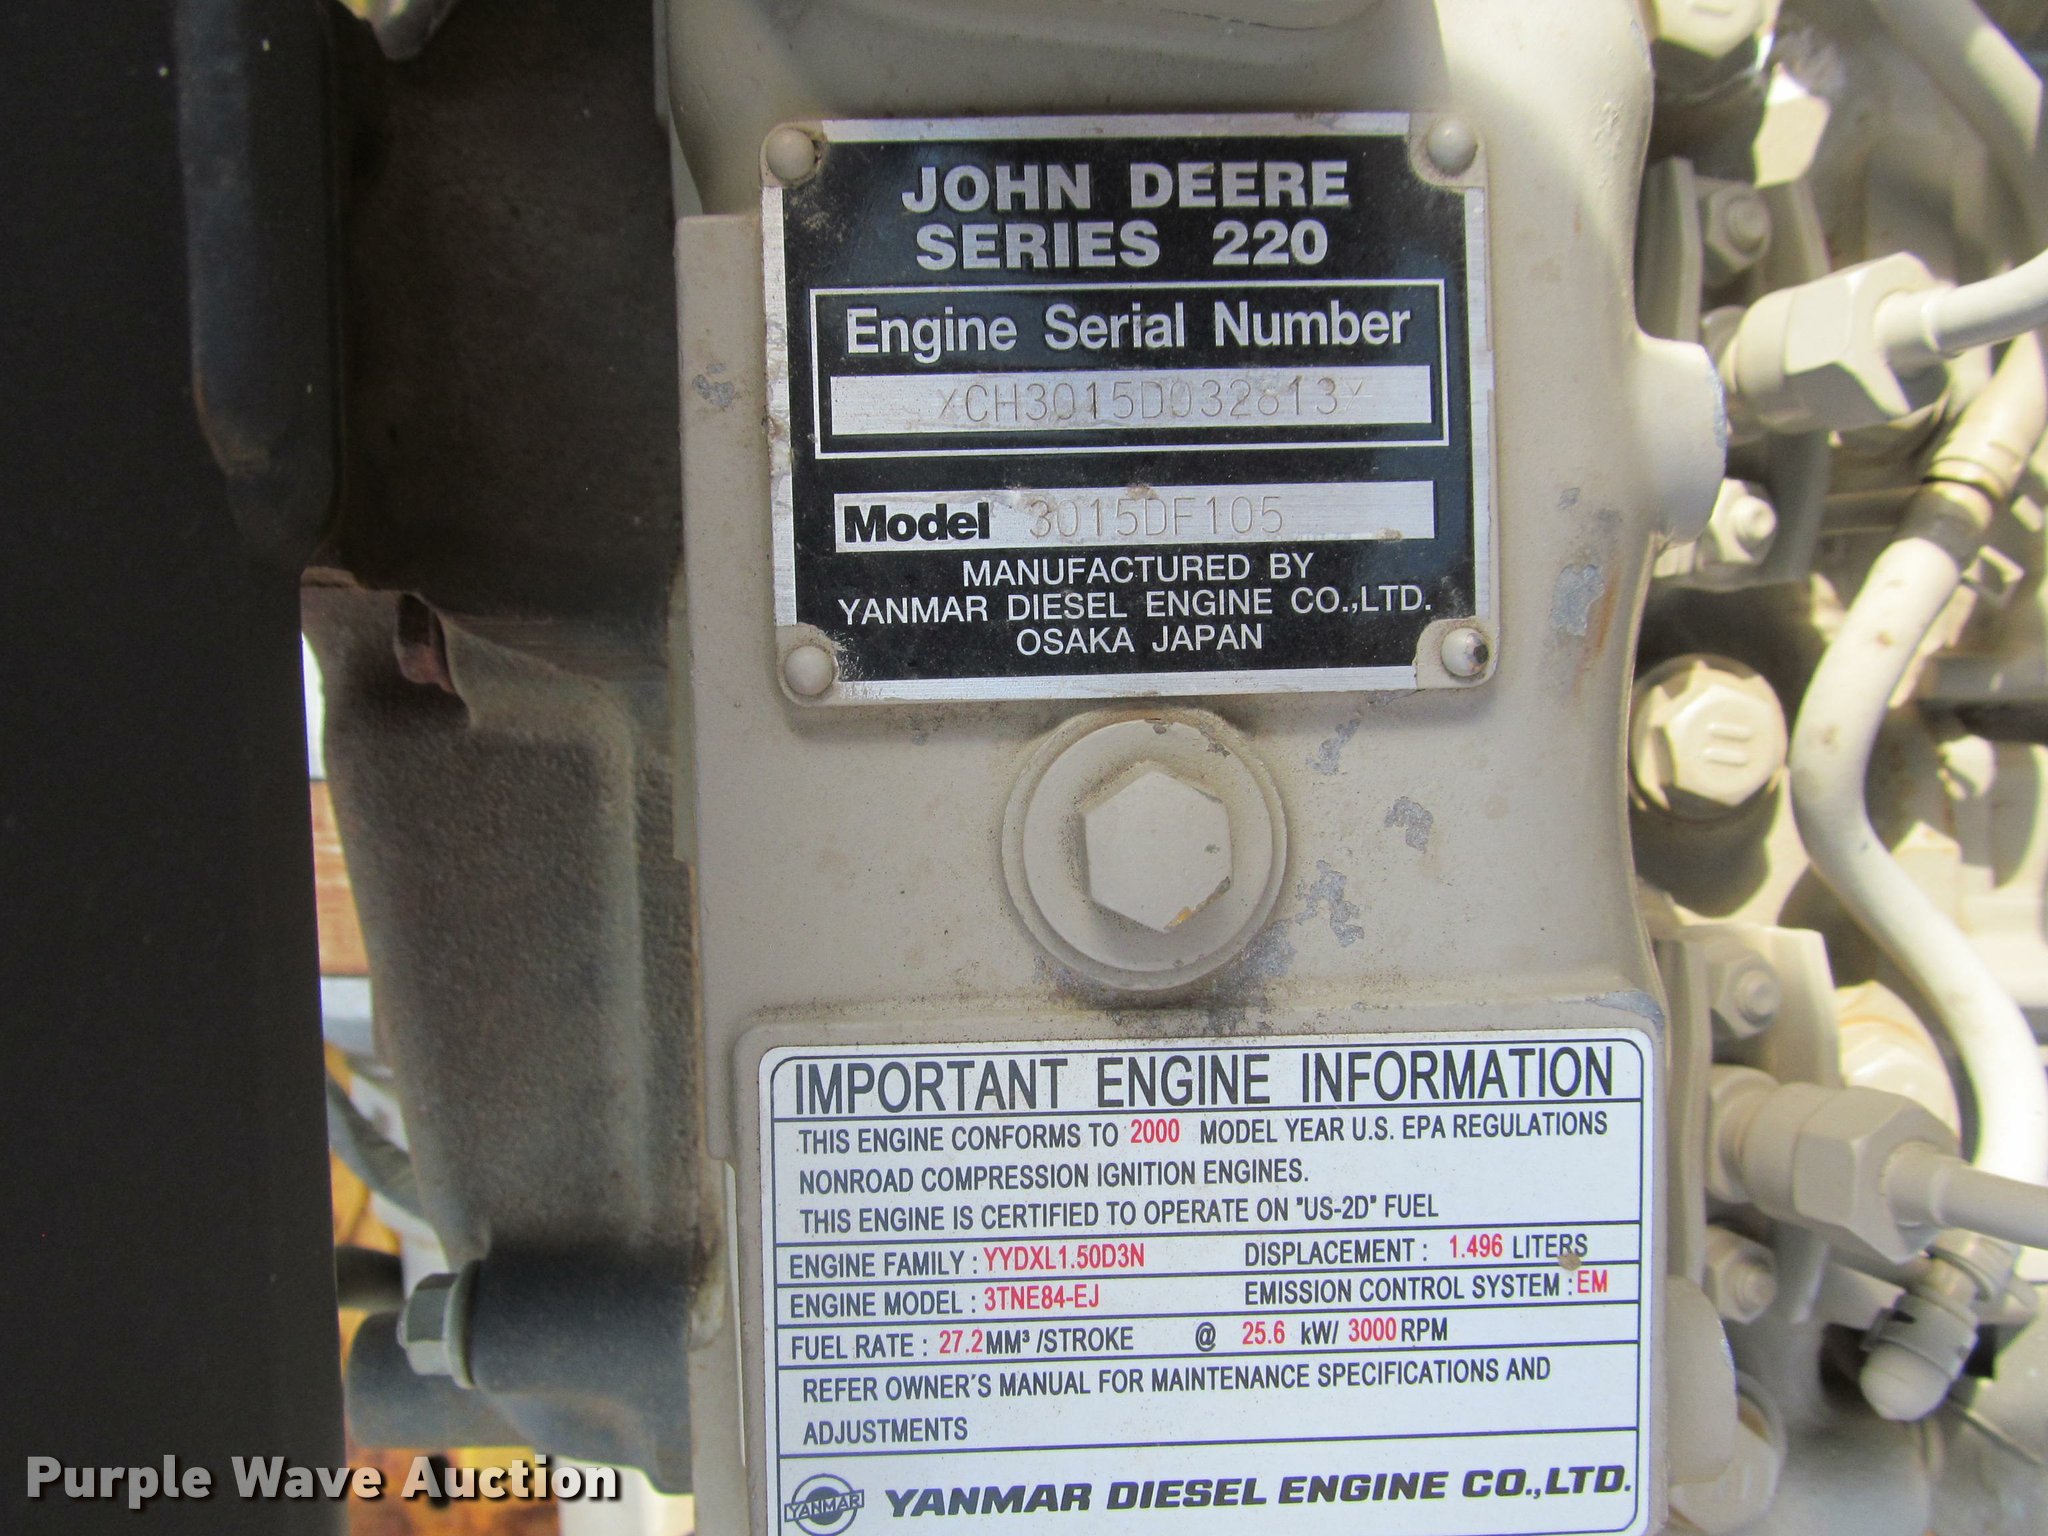 JOHN DEERE
SERIES 220
Engine Serial Number
XCH3015D032613X
Model 3015DF105
MANUFACTURED BY
YANMAR DIESEL ENGINE CO.,LTD.
OSAKA JAPAN
IMPORTANT ENGINE INFORMATION
THIS ENGINE CONFORMS TO 2000 MODEL YEAR U.S. EPA REGULATIONS
NONROAD COMPRESSION IGNITION ENGINES.
THIS ENGINE IS CERTIFIED TO OPERATE ON "US-2D" FUEL
ENGINE FAMILY : YYDXL1.50D3N DISPLACEMENT : 1.496 LITERS
ENGINE MODEL : 3TNE84-EJ EMISSION CONTROL SYSTEM : EM
FUEL RATE : 27.2 MM³ /STROKE @ 25.6 kW/ 3000 RPM
REFER OWNER'S MANUAL FOR MAINTENANCE SPECIFICATIONS AND
ADJUSTMENTS
YANMAR YANMAR DIESEL ENGINE CO.,LTD.
Purple Wave Auction